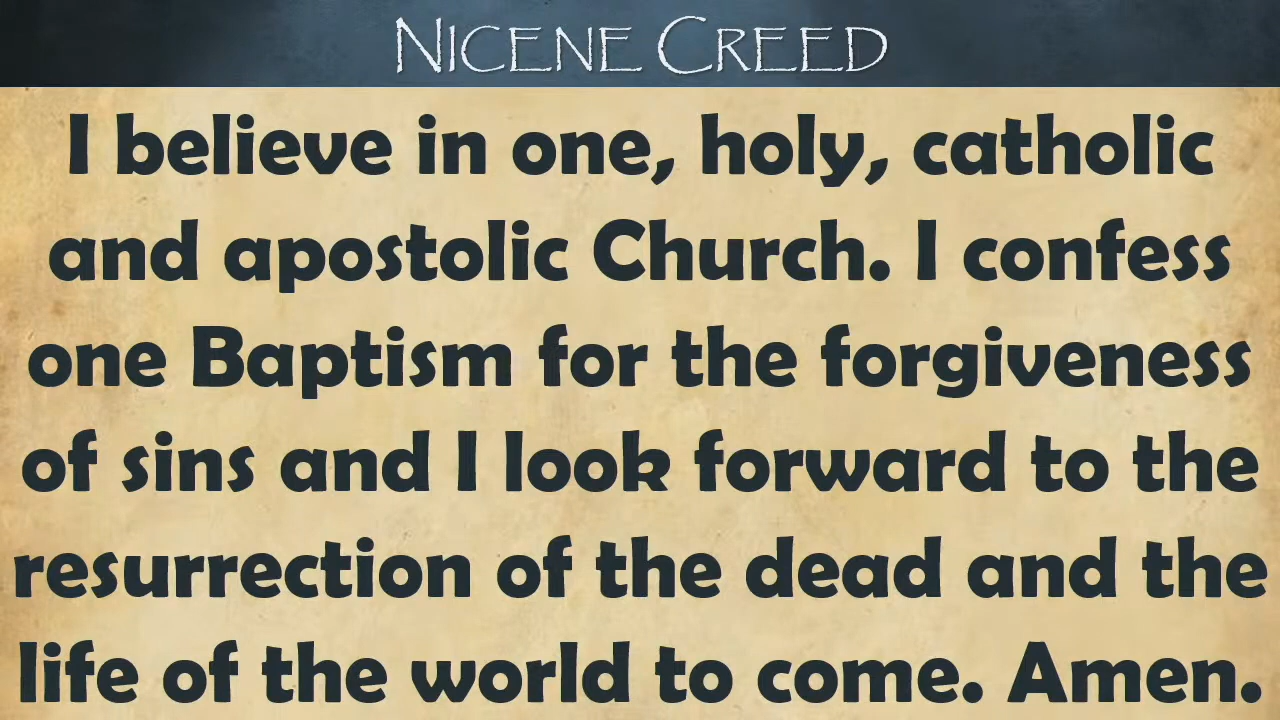 NICENE CREED
I believe in one, holy, catholic
and apostolic Church. I confess
one Baptism for the forgiveness
of sins and I look forward to the
resurrection of the dead and the
life of the world to come. Amen.